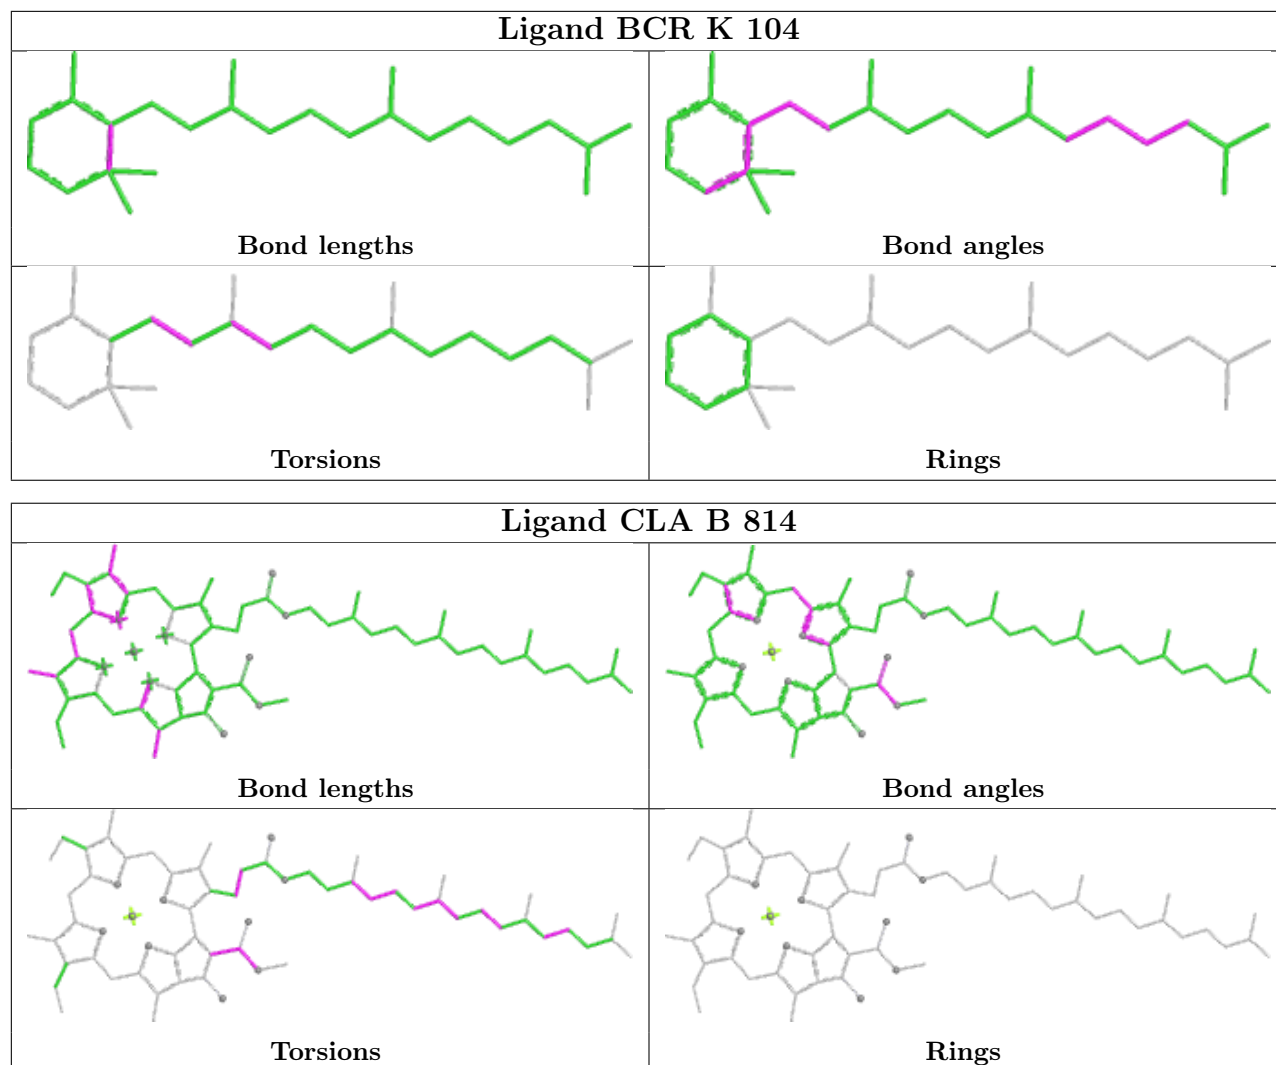 Ligand BCR K 104
Bond lengths
Bond angles
Torsions
Rings
Ligand CLA B 814
Bond lengths
Bond angles
Torsions
Rings